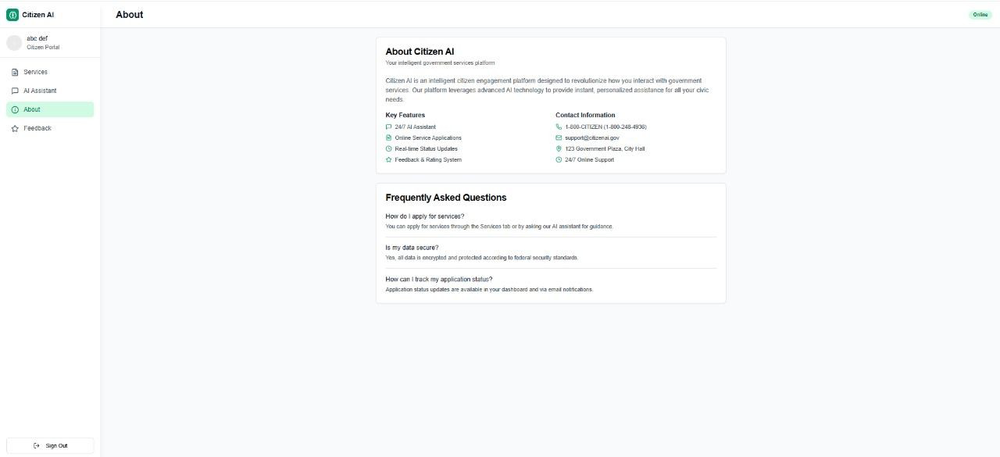 Citizen AI
About
Online
abc def
Citizen Portal
Services
AI Assistant
About
Feedback
Sign Out
About Citizen AI
Your intelligent government services platform
Citizen AI is an intelligent citizen engagement platform designed to revolutionize how you interact with government
services. Our platform leverages advanced AI technology to provide instant, personalized assistance for all your civic
needs.
Key Features
24/7 AI Assistant
Online Service Applications
Real-time Status Updates
Feedback & Rating System
Contact Information
1-800-CITIZEN (1-800-248-4936)
support@citizenai.gov
123 Government Plaza, City Hall
24/7 Online Support
Frequently Asked Questions
How do I apply for services?
You can apply for services through the Services tab or by asking our AI assistant for guidance.
Is my data secure?
Yes, all data is encrypted and protected according to federal security standards.
How can I track my application status?
Application status updates are available in your dashboard and via email notifications.